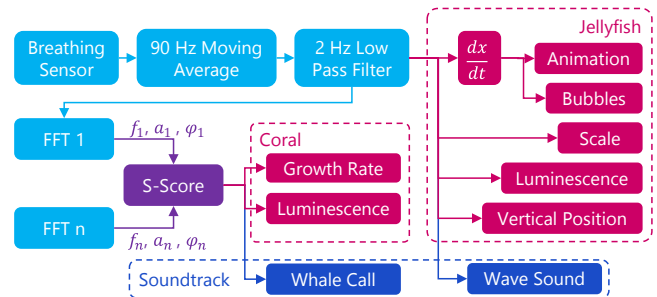 Jellyfish
Breathing
Sensor
90 Hz Moving
Average
2 Hz Low
Pass Filter
dx
dt
Animation
Bubbles
FFT 1
f₁, a₁ , φ₁
Coral
Scale
S-Score
Growth Rate
Luminescence
Luminescence
FFT n
fₙ, aₙ , φₙ
Vertical Position
Soundtrack
Whale Call
Wave Sound